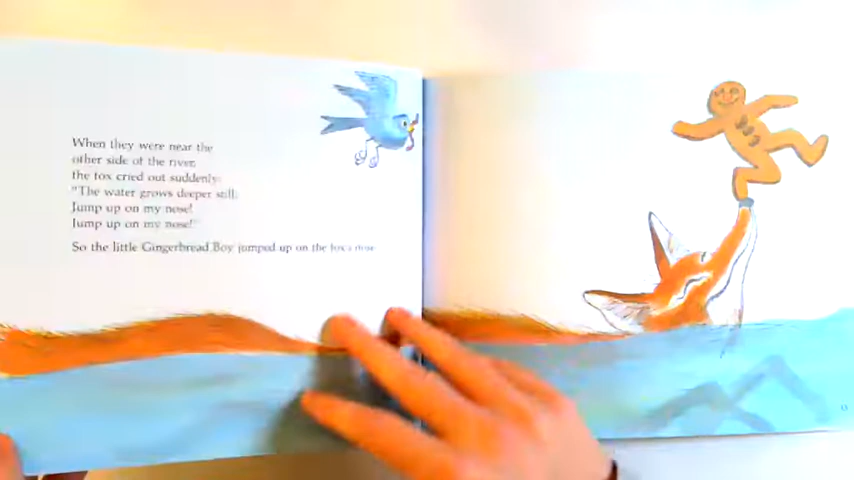 When they were near the
other side of the river,
the fox cried out suddenly:
"The water grows deeper still.
Jump up on my nose!
Jump up on my nose!"
So the little Gingerbread Boy jumped up on the fox's nose.